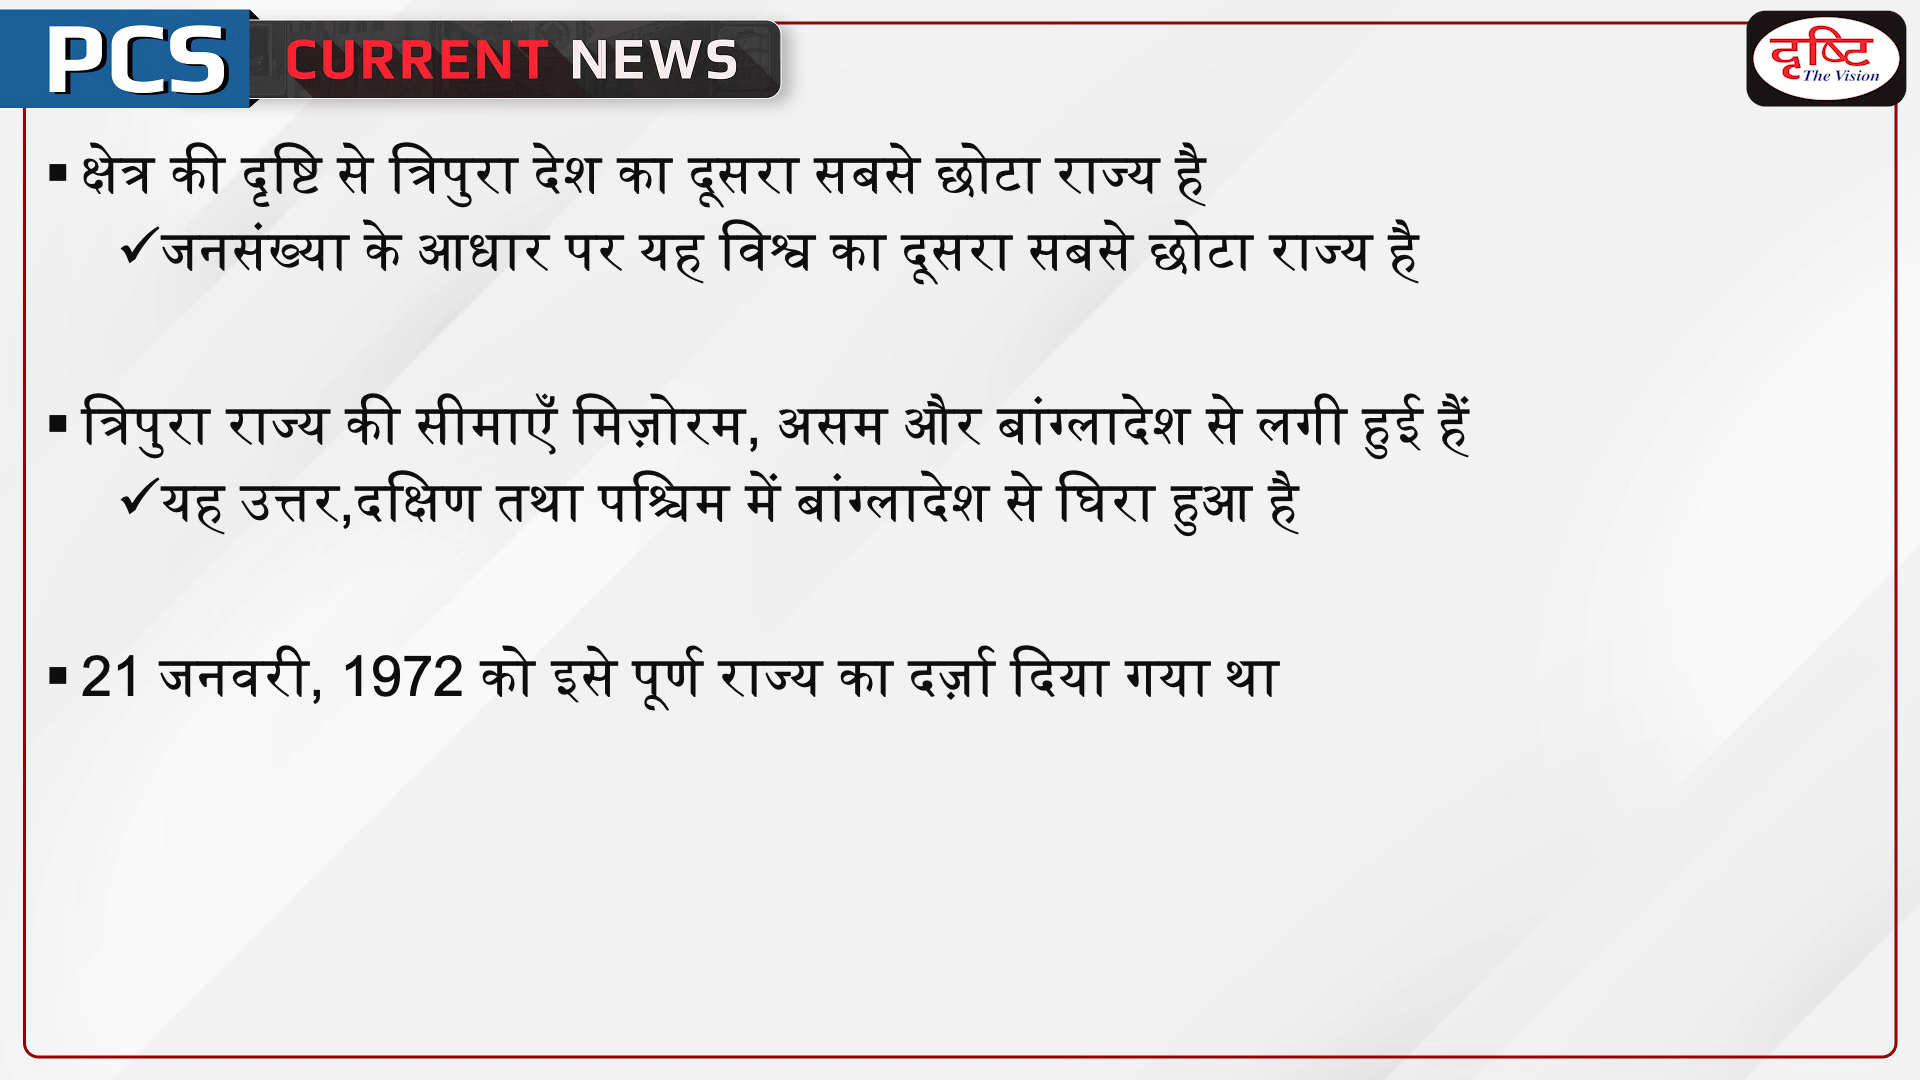 PCS CURRENT NEWS
दृष्टि
The Vision
▪ क्षेत्र की दृष्टि से त्रिपुरा देश का दूसरा सबसे छोटा राज्य है
✓जनसंख्या के आधार पर यह विश्व का दूसरा सबसे छोटा राज्य है
▪ त्रिपुरा राज्य की सीमाएँ मिज़ोरम, असम और बांग्लादेश से लगी हुई हैं
✓यह उत्तर,दक्षिण तथा पश्चिम में बांग्लादेश से घिरा हुआ है
▪ 21 जनवरी, 1972 को इसे पूर्ण राज्य का दर्ज़ा दिया गया था